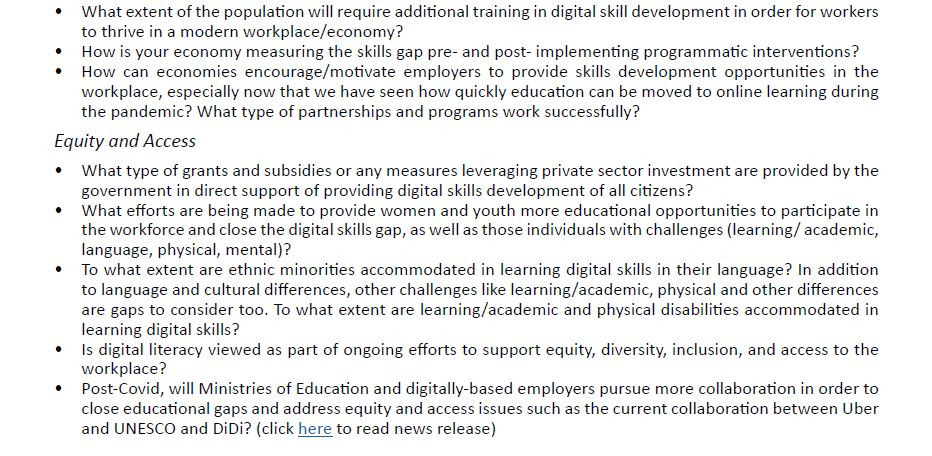 • What extent of the population will require additional training in digital skill development in order for workers
to thrive in a modern workplace/economy?
• How is your economy measuring the skills gap pre- and post- implementing programmatic interventions?
• How can economies encourage/motivate employers to provide skills development opportunities in the
workplace, especially now that we have seen how quickly education can be moved to online learning during
the pandemic? What type of partnerships and programs work successfully?
Equity and Access
• What type of grants and subsidies or any measures leveraging private sector investment are provided by the
government in direct support of providing digital skills development of all citizens?
• What efforts are being made to provide women and youth more educational opportunities to participate in
the workforce and close the digital skills gap, as well as those individuals with challenges (learning/ academic,
language, physical, mental)?
• To what extent are ethnic minorities accommodated in learning digital skills in their language? In addition
to language and cultural differences, other challenges like learning/academic, physical and other differences
are gaps to consider too. To what extent are learning/academic and physical disabilities accommodated in
learning digital skills?
• Is digital literacy viewed as part of ongoing efforts to support equity, diversity, inclusion, and access to the
workplace?
• Post-Covid, will Ministries of Education and digitally-based employers pursue more collaboration in order to
close educational gaps and address equity and access issues such as the current collaboration between Uber
and UNESCO and DiDi? (click here to read news release)